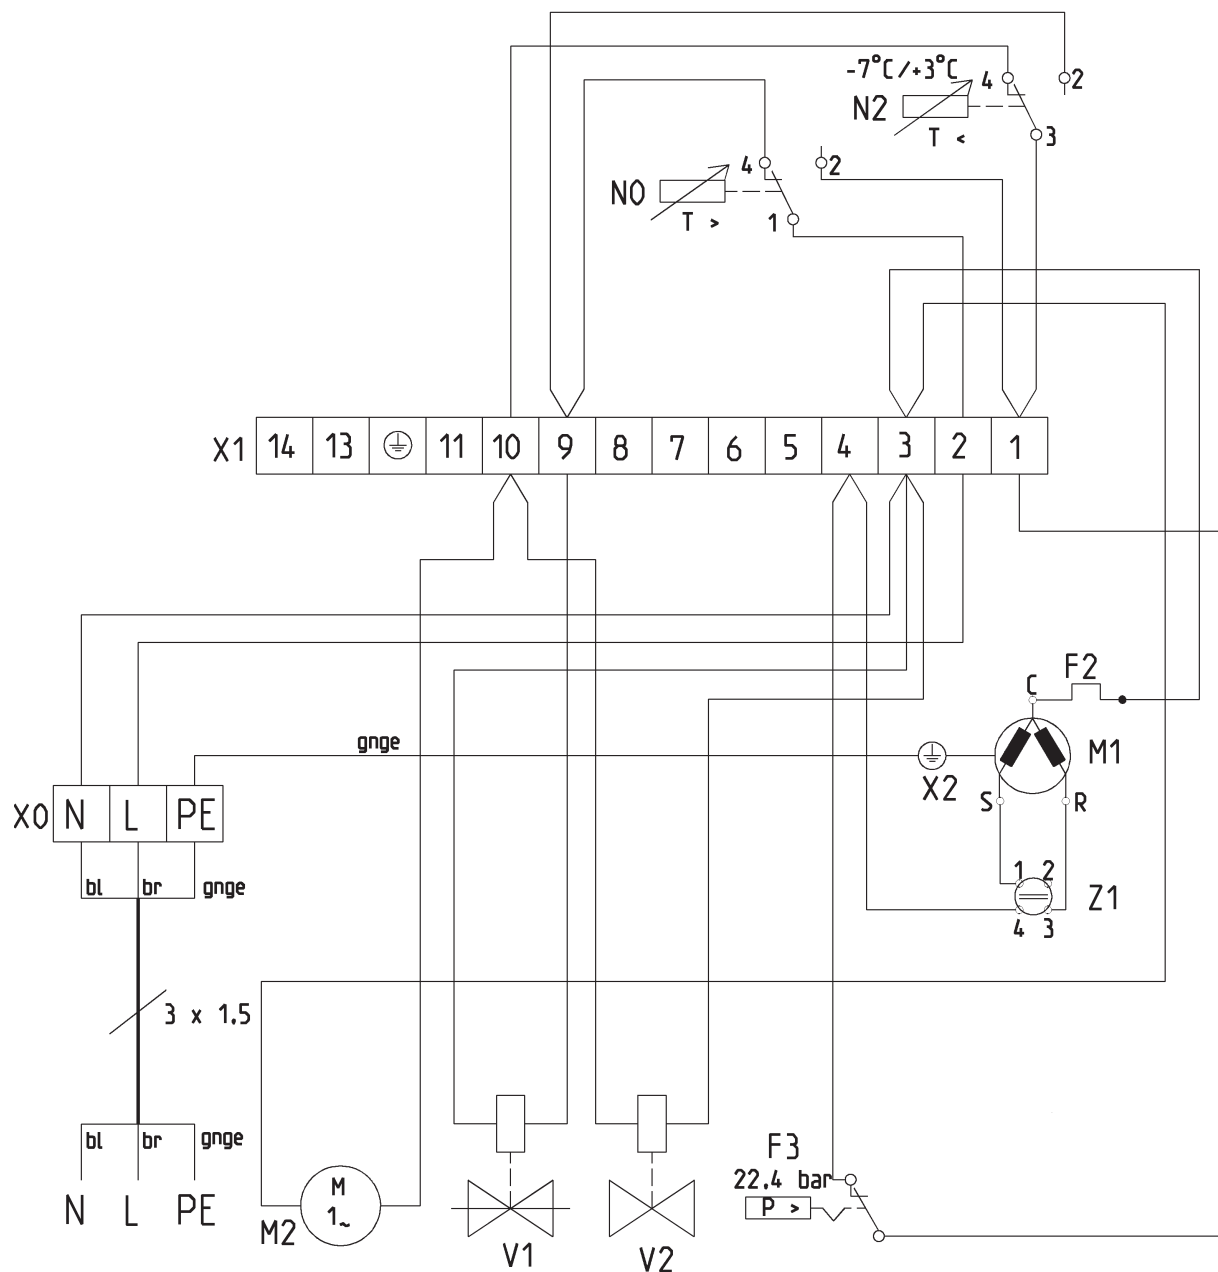 -7°C/+3°C
4
2
N2
T <
3
4
2
N0
T >
1
X1
14
13
11
10
9
8
7
6
5
4
3
2
1
F2
C
gnge
M1
X2
S
R
X0
N
L
PE
1
2
Z1
4
3
bl
br
gnge
3 x 1,5
bl
br
gnge
F3
22,4 bar
N
L
PE
M
1~
P >
M2
V1
V2